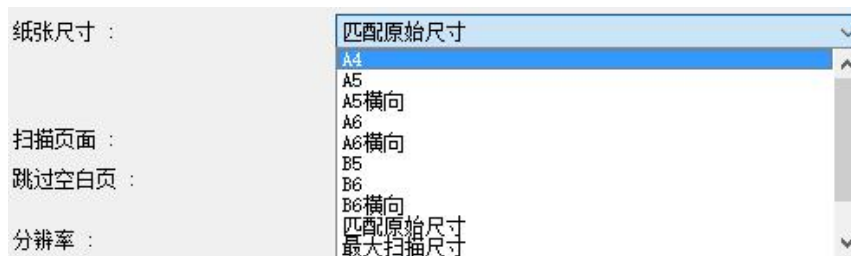 纸张尺寸 :
匹配原始尺寸
A4
A5
A5横向
A6
扫描页面 :
A6横向
B5
跳过空白页 :
B6
B6横向
匹配原始尺寸
分辨率 :
最大扫描尺寸